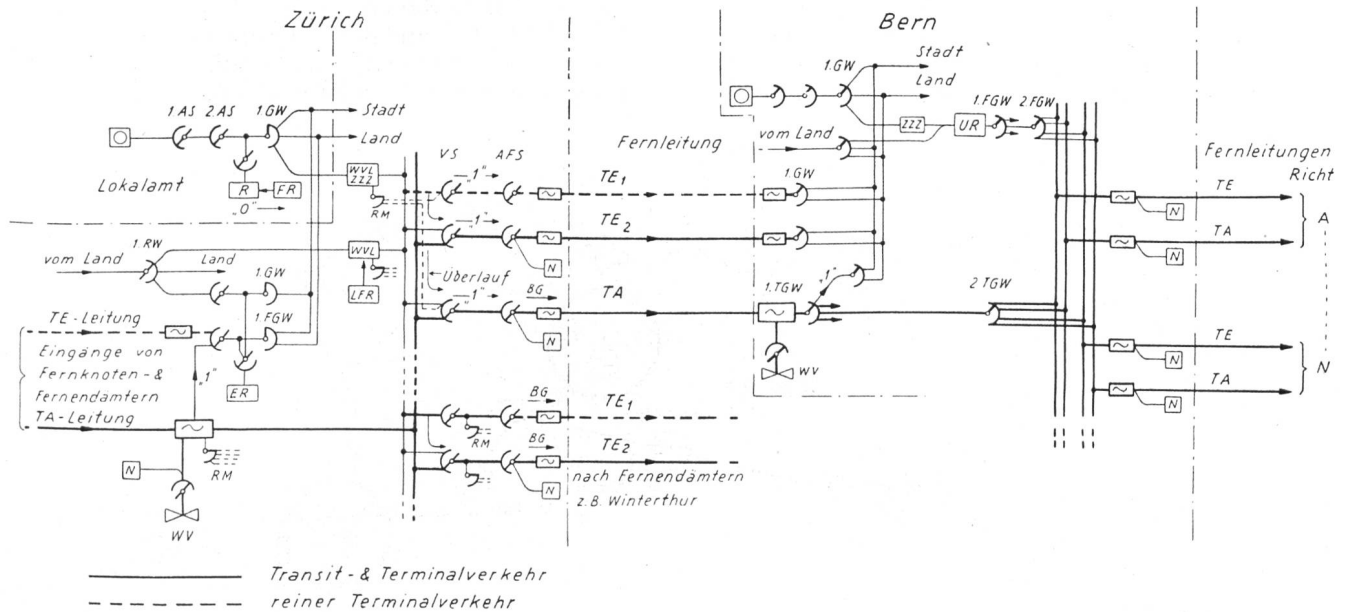 Zürich
Bern
Stadt
Land
1.GW
1.AS 2.AS 1.GW
Stadt
Land
Lokalamt
R
FR
„0"
WVL
ZZZ
RM
VS
AFS
„1"
TE1
Fernleitung
ZZZ
UR
1.FGW 2.FGW
vom Land
1.GW
Fernleitungen
Richt
TE
N
A
TA
N
„1"
TE2
N
1.RW
vom Land
Land
1.GW
WVL
LFR
Überlauf
„1"
BG
TA
N
1.TGW
„1"
2.TGW
WV
TE-Leitung
1.FGW
Eingänge von
Fernknoten-&
Fernendämtern
TA-Leitung
„1"
ER
TE
N
N
TA
N
BG
TE1
RM
BG
TE2
N
RM
N
WV
nach Fernendämtern
z.B. Winterthur
Transit-& Terminalverkehr
reiner Terminalverkehr